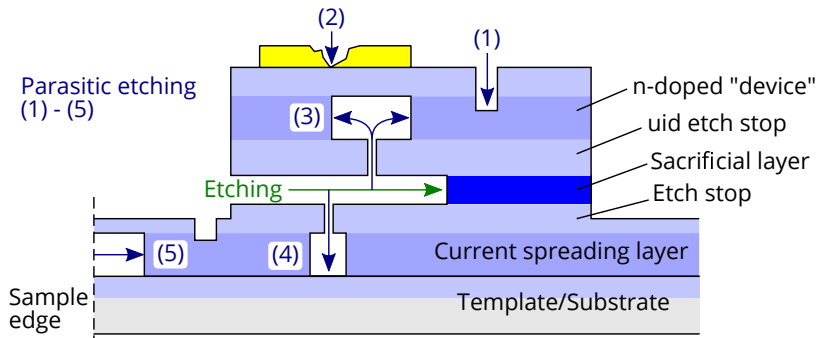 (2)
(1)
Parasitic etching
(1) - (5)
n-doped "device"
(3)
uid etch stop
Sacrificial layer
Etching
Etch stop
(5)
(4)
Current spreading layer
Sample
edge
Template/Substrate